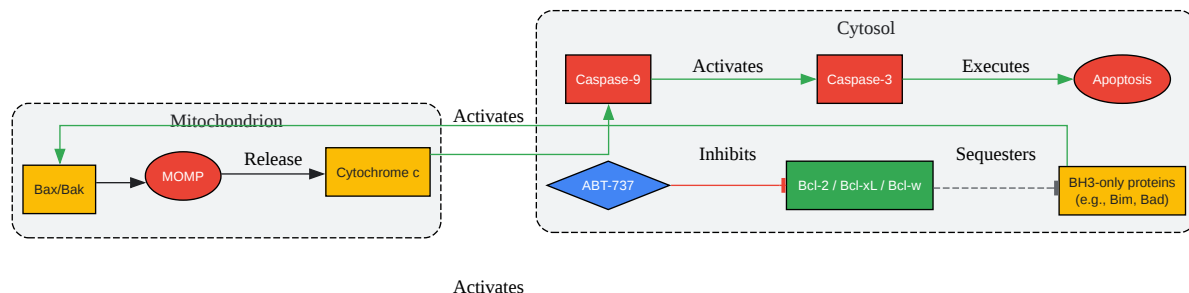 Cytosol
Caspase-9
Activates
Caspase-3
Executes
Apoptosis
Mitochondrion
Activates
Bax/Bak
MOMP
Release
Cytochrome c
ABT-737
Inhibits
Bcl-2 / Bcl-xL / Bcl-w
Sequesters
BH3-only proteins
(e.g., Bim, Bad)
Activates